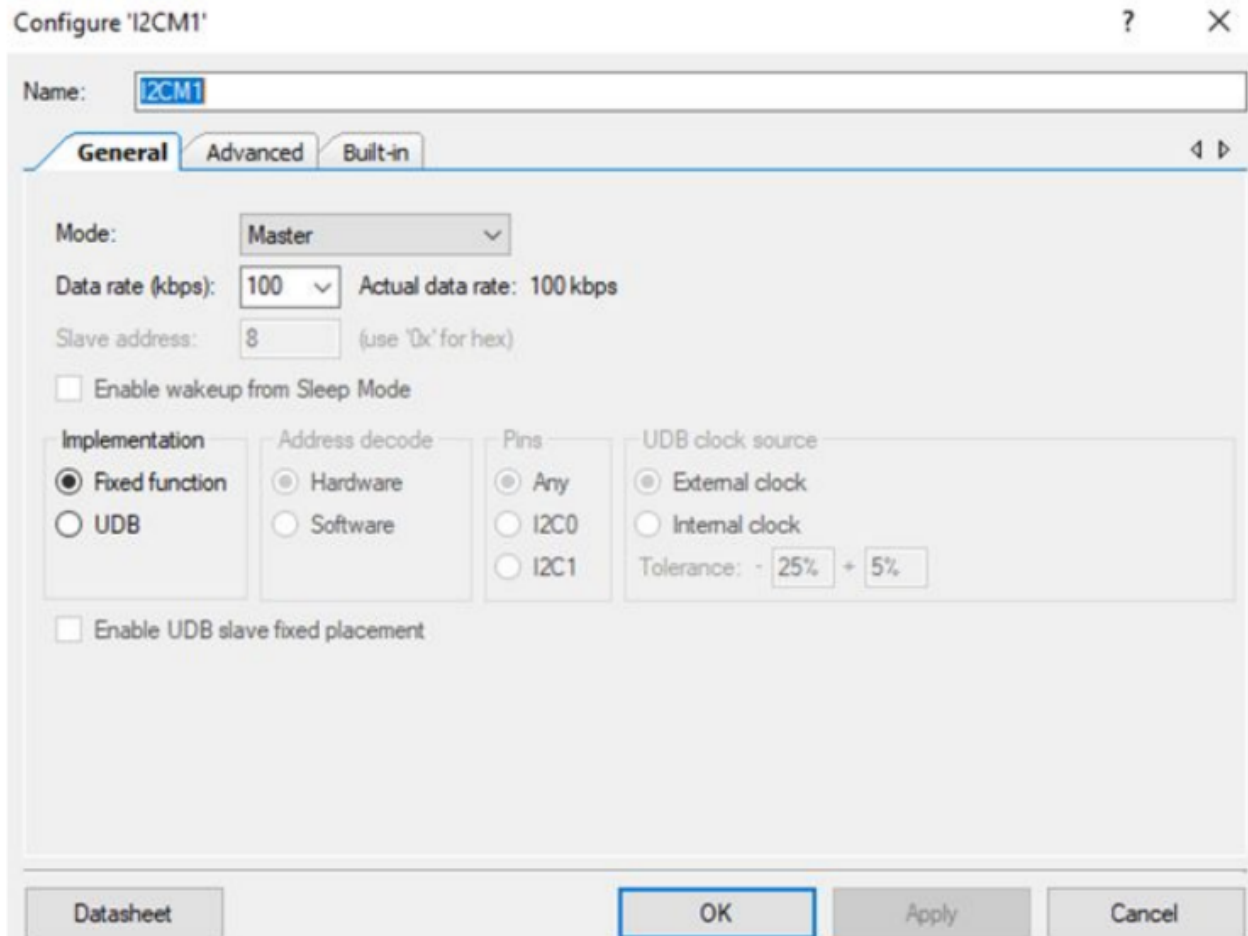 Configure 'I2CM1'
? ×
Name: I2CM1
General Advanced Built-in
Mode: Master
Data rate (kbps): 100 Actual data rate: 100 kbps
Slave address: 8 (use '0x' for hex)
Enable wakeup from Sleep Mode
Implementation Address decode Pins UDB clock source
Fixed function Hardware Any External clock
UDB Software I2C0 Internal clock
I2C1 Tolerance: - 25% + 5%
Enable UDB slave fixed placement
Datasheet OK Apply Cancel